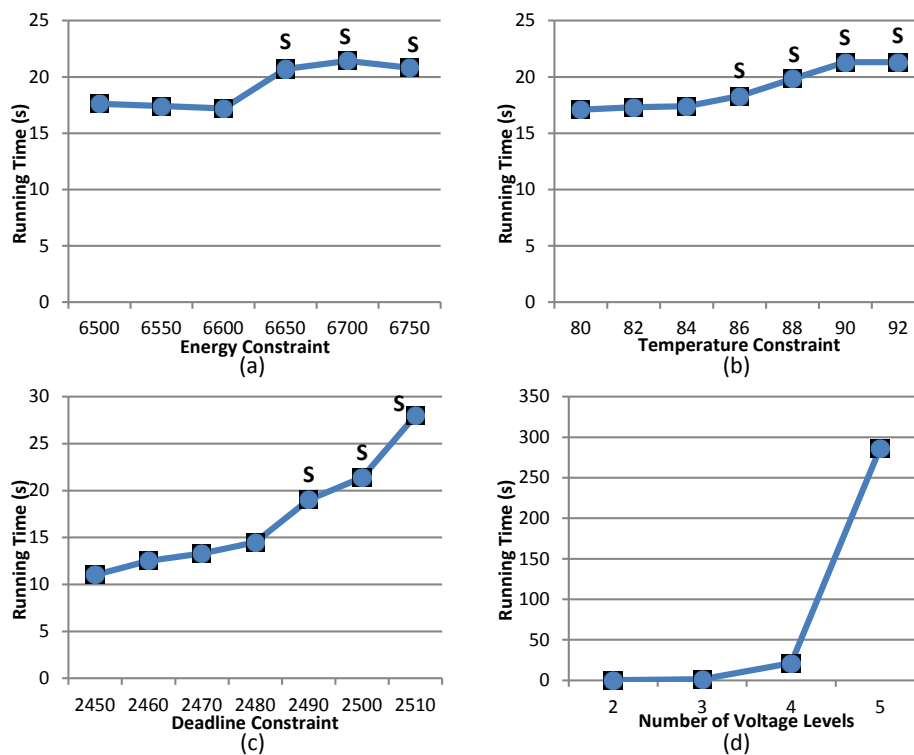 25
20
15
10
5
0
Running Time (s)
S
S
S
6500 6550 6600 6650 6700 6750
Energy Constraint
(a)
25
20
15
10
5
0
Running Time (s)
S
S
S
S
80 82 84 86 88 90 92
Temperature Constraint
(b)
30
25
20
15
10
5
0
Running Time (s)
S
S
S
2450 2460 2470 2480 2490 2500 2510
Deadline Constraint
(c)
350
300
250
200
150
100
50
0
Running Time (s)
2 3 4 5
Number of Voltage Levels
(d)